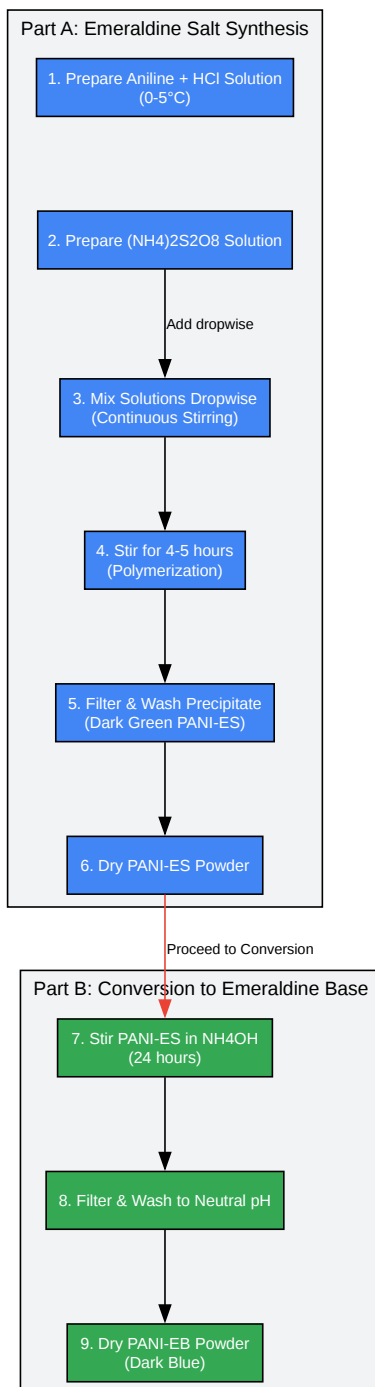 Part A: Emeraldine Salt Synthesis
1. Prepare Aniline + HCl Solution
(0-5°C)
2. Prepare (NH4)2S2O8 Solution
Add dropwise
3. Mix Solutions Dropwise
(Continuous Stirring)
4. Stir for 4-5 hours
(Polymerization)
5. Filter & Wash Precipitate
(Dark Green PANI-ES)
6. Dry PANI-ES Powder
Proceed to Conversion
Part B: Conversion to Emeraldine Base
7. Stir PANI-ES in NH4OH
(24 hours)
8. Filter & Wash to Neutral pH
9. Dry PANI-EB Powder
(Dark Blue)